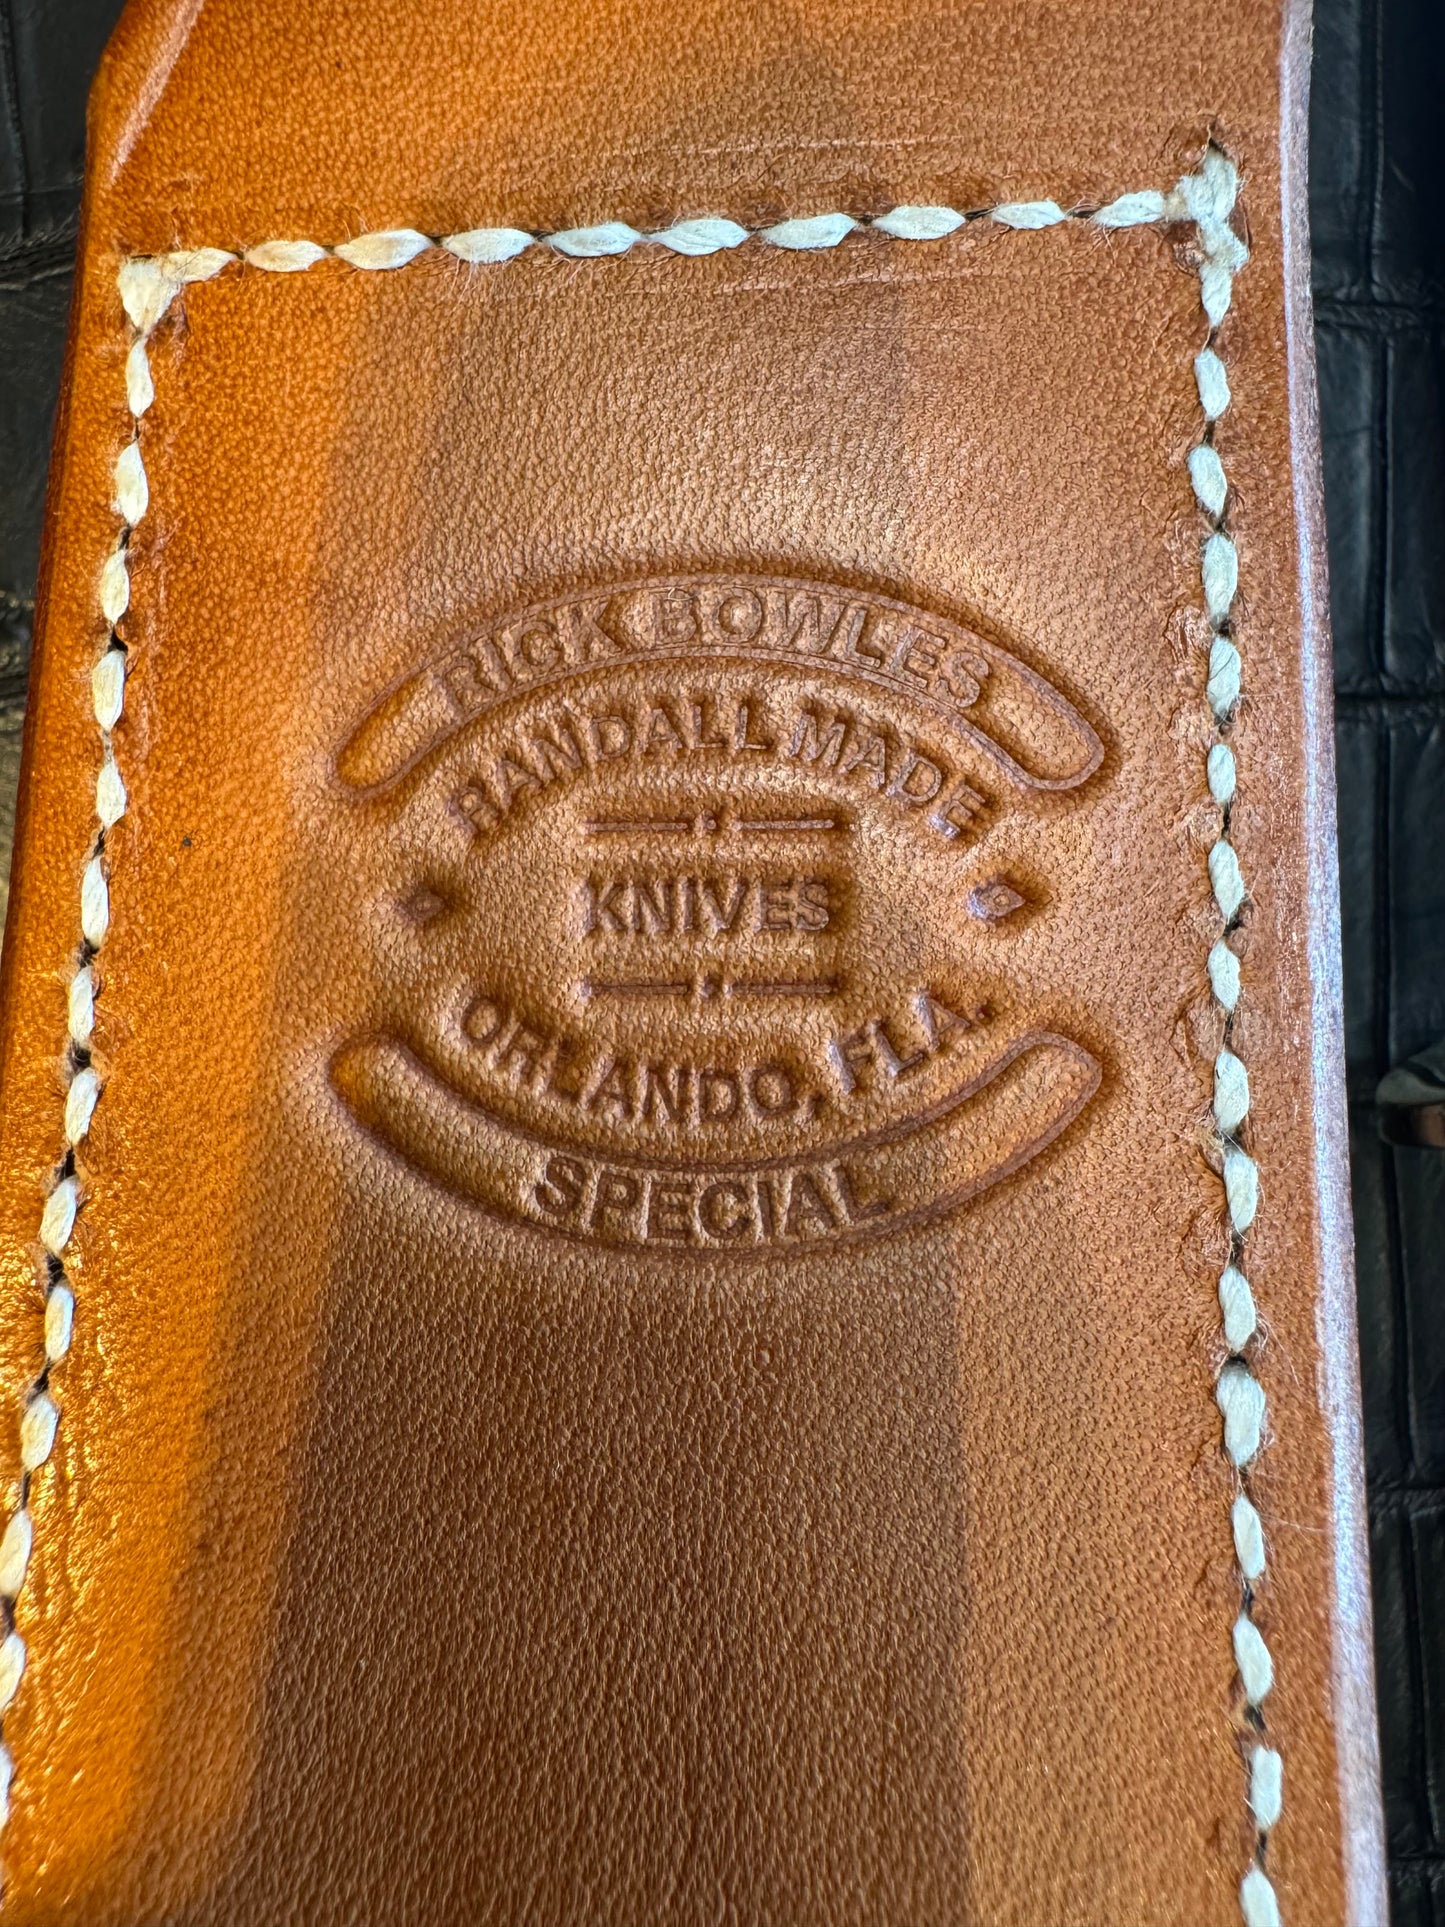 RICK BOWLES
RANDALL MADE
KNIVES
ORLANDO, FLA.
SPECIAL